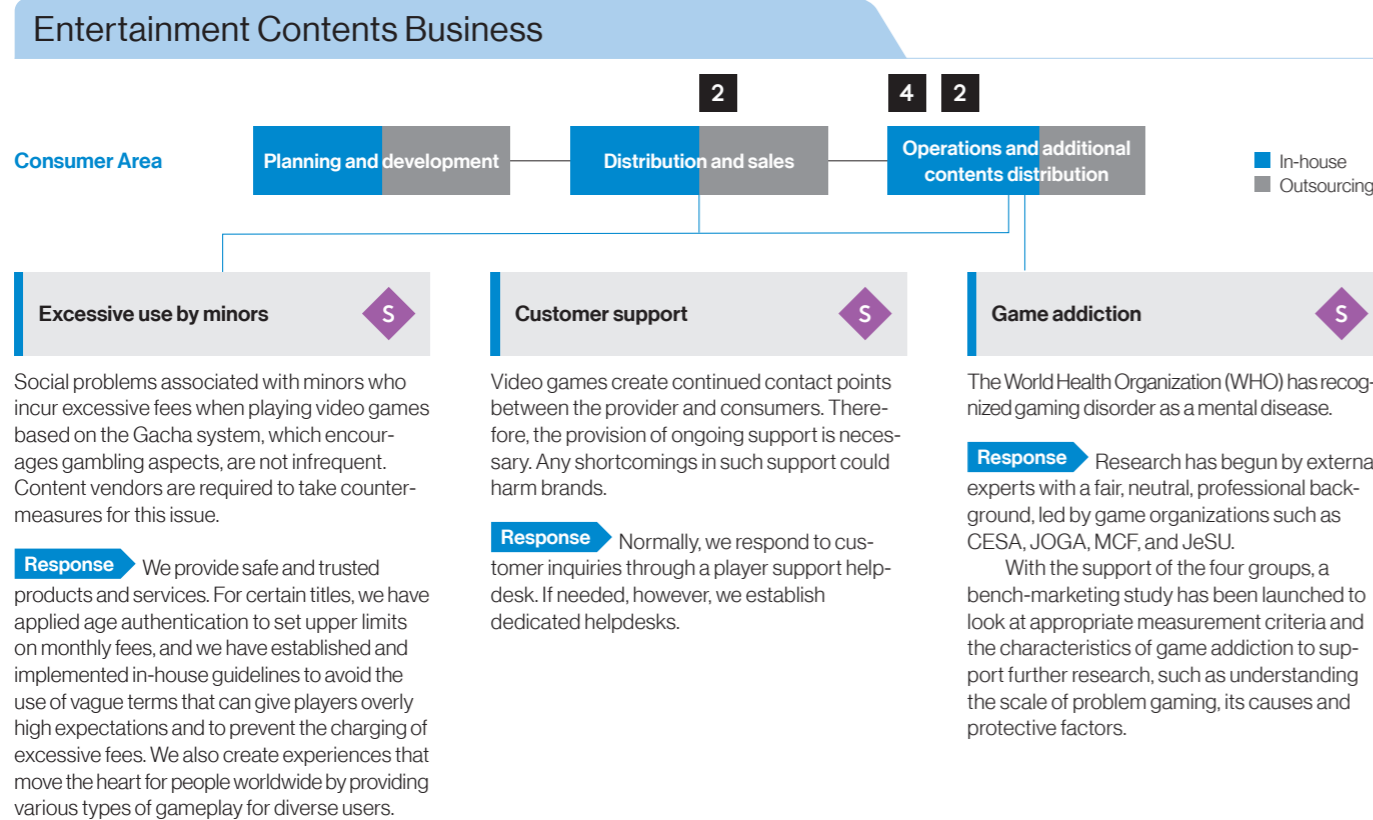 Entertainment Contents Business
2
4 2
Consumer Area
Planning and development
Distribution and sales
Operations and additional
contents distribution
In-house
Outsourcing
Excessive use by minors
S
Social problems associated with minors who
incur excessive fees when playing video games
based on the Gacha system, which encour-
ages gambling aspects, are not infrequent.
Content vendors are required to take counter-
measures for this issue.
Response We provide safe and trusted
products and services. For certain titles, we have
applied age authentication to set upper limits
on monthly fees, and we have established and
implemented in-house guidelines to avoid the
use of vague terms that can give players overly
high expectations and to prevent the charging of
excessive fees. We also create experiences that
move the heart for people worldwide by providing
various types of gameplay for diverse users.
Customer support
S
Video games create continued contact points
between the provider and consumers. There-
fore, the provision of ongoing support is neces-
sary. Any shortcomings in such support could
harm brands.
Response Normally, we respond to cus-
tomer inquiries through a player support help-
desk. If needed, however, we establish
dedicated helpdesks.
Game addiction
S
The World Health Organization (WHO) has recog-
nized gaming disorder as a mental disease.
Response Research has begun by externa
experts with a fair, neutral, professional back-
ground, led by game organizations such as
CESA, JOGA, MCF, and JeSU.
With the support of the four groups, a
bench-marketing study has been launched to
look at appropriate measurement criteria and
the characteristics of game addiction to sup-
port further research, such as understanding
the scale of problem gaming, its causes and
protective factors.